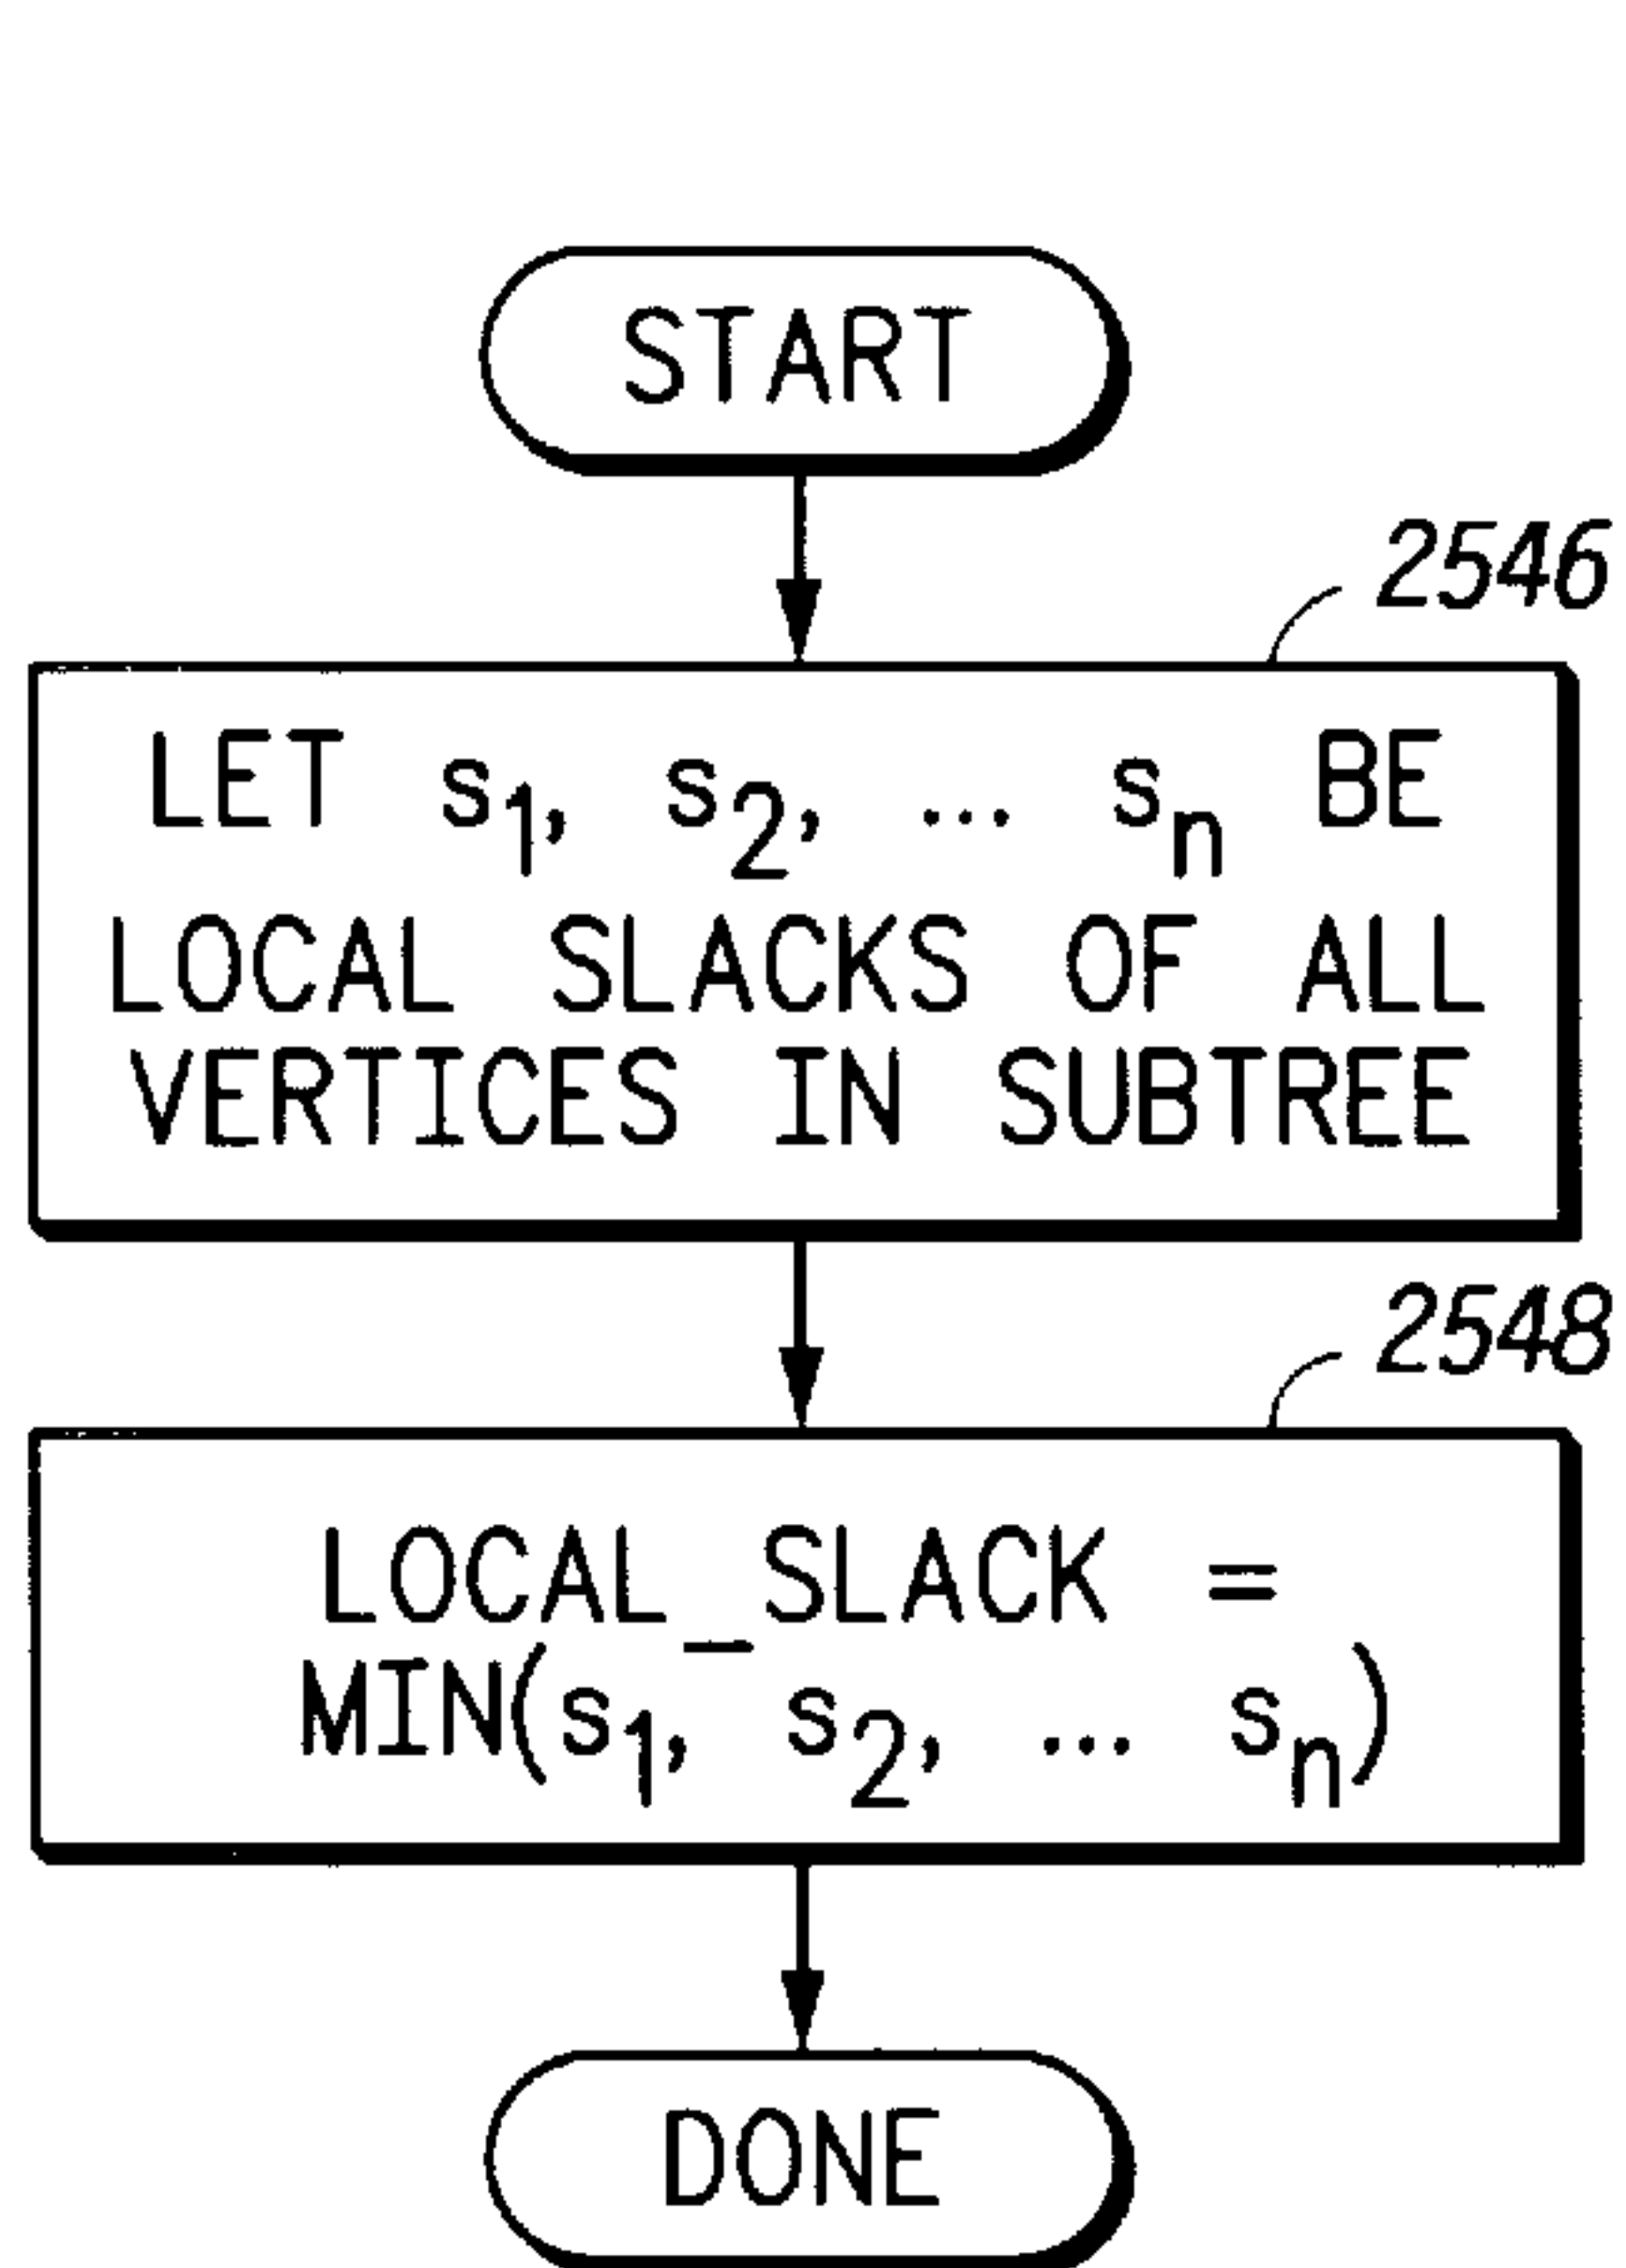 START
2546
LET s₁, s₂, ... sₙ BE
LOCAL SLACKS OF ALL
VERTICES IN SUBTREE
2548
LOCAL_SLACK =
MIN(s₁, s₂, ... sₙ)
DONE